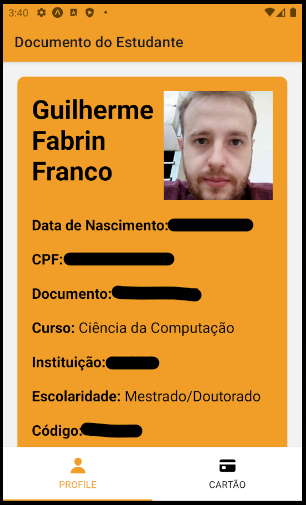 3:40
Documento do Estudante
Guilherme
Fabrin
Franco
Data de Nascimento:
CPF:
Documento:
Curso: Ciência da Computação
Instituição:
Escolaridade: Mestrado/Doutorado
Código:
PROFILE
CARTÃO